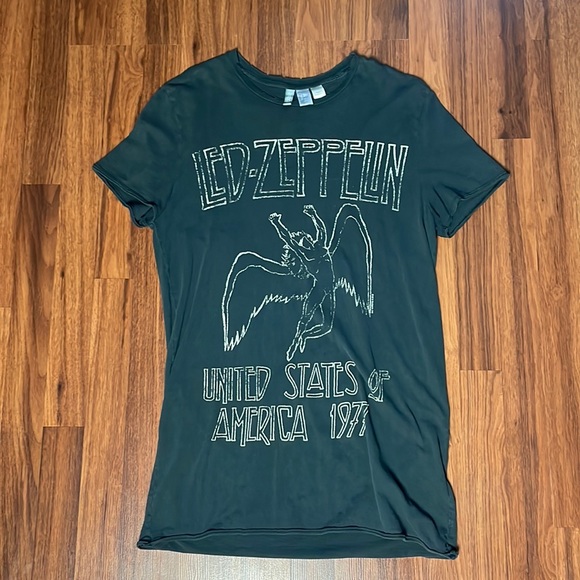 LED-ZEPPELIN
UNITED STATES OF
AMERICA 1977